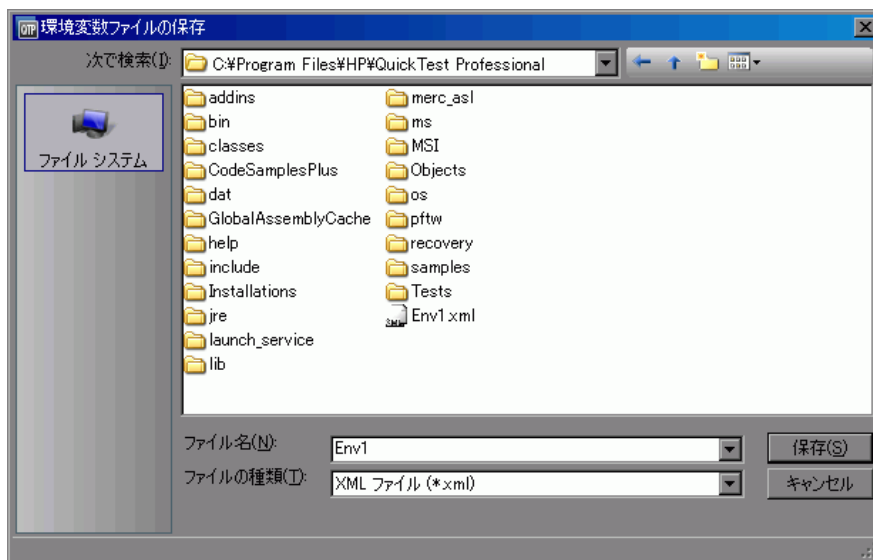 QTP 環境変数ファイルの保存
次で検索(I): C:¥Program Files¥HP¥QuickTest Professional
ファイル システム
addins
bin
classes
CodeSamplesPlus
dat
GlobalAssemblyCache
help
include
Installations
jre
launch_service
lib
merc_asl
ms
MSI
Objects
os
pftw
recovery
samples
Tests
Env1.xml
ファイル名(N): Env1 保存(S)
ファイルの種類(T): XML ファイル (*.xml) キャンセル